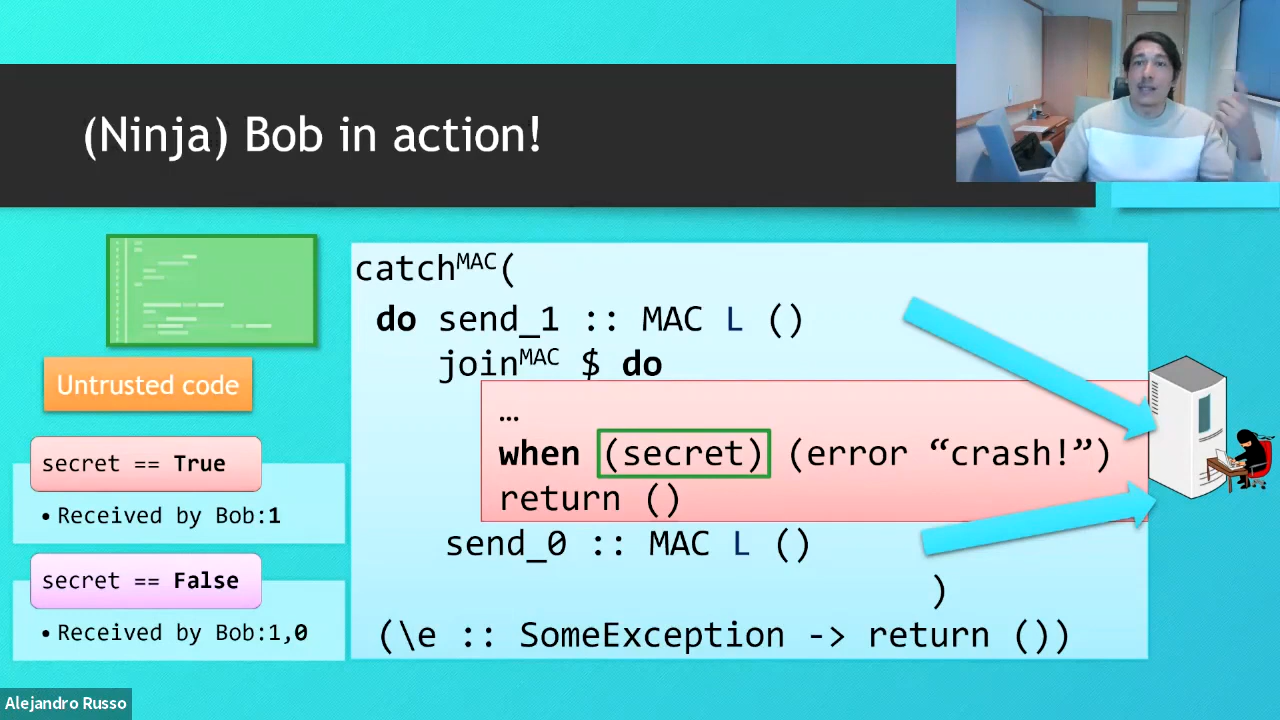 (Ninja) Bob in action!
catchMAC(
do send_1 :: MAC L ()
joinMAC $ do
…
when (secret) (error “crash!”)
return ()
send_0 :: MAC L ()
)
(\e :: SomeException -> return ())
Untrusted code
secret == True
• Received by Bob:1
secret == False
• Received by Bob:1,0
Alejandro Russo